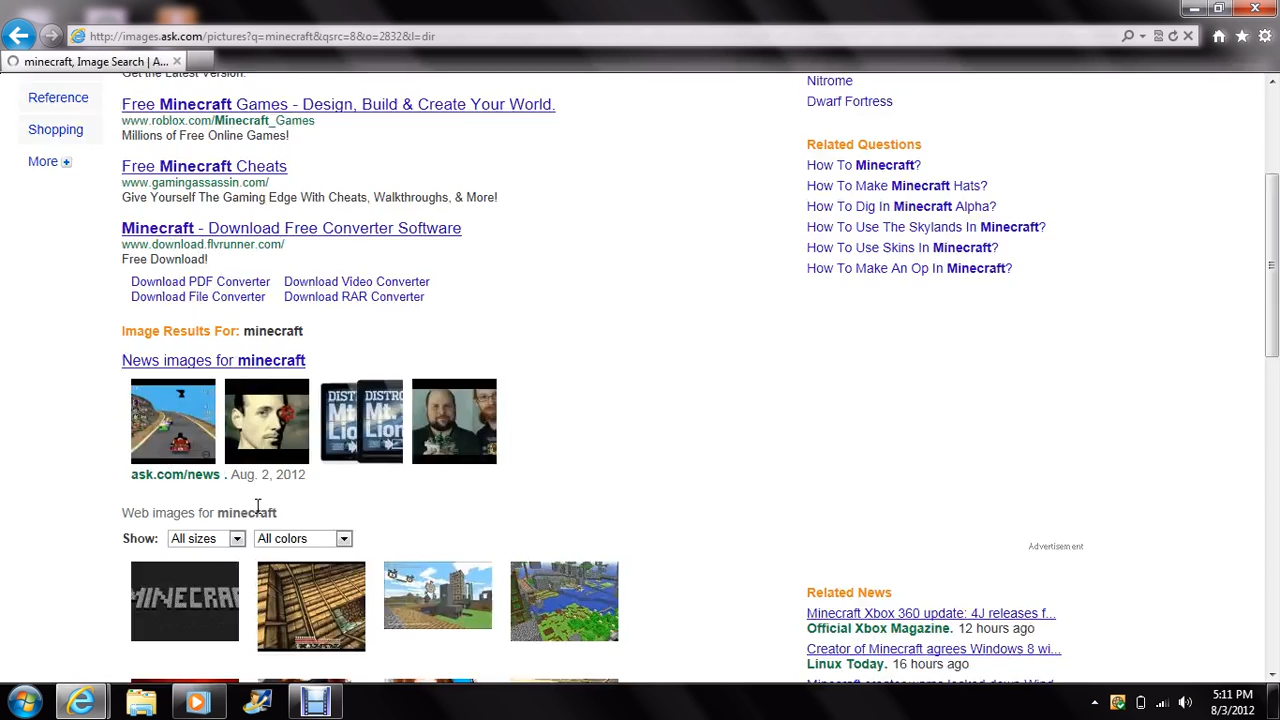 http://images.ask.com/pictures?q=minecraft&qsrc=8&o=2832&l=dir
minecraft, Image Search | A...
Get the Latest Version.
Reference
Shopping
More
Free Minecraft Games - Design, Build & Create Your World.
www.roblox.com/Minecraft_Games
Millions of Free Online Games!
Free Minecraft Cheats
www.gamingassassin.com/
Give Yourself The Gaming Edge With Cheats, Walkthroughs, & More!
Minecraft - Download Free Converter Software
www.download.flvrunner.com/
Free Download!
Download PDF Converter Download Video Converter
Download File Converter Download RAR Converter
Image Results For: minecraft
News images for minecraft
DISTRO
Mt.
Lion
ask.com/news . Aug. 2, 2012
Web images for minecraft
Show: All sizes All colors
Nitrome
Dwarf Fortress
Related Questions
How To Minecraft?
How To Make Minecraft Hats?
How To Dig In Minecraft Alpha?
How To Use The Skylands In Minecraft?
How To Use Skins In Minecraft?
How To Make An Op In Minecraft?
Advertisement
Related News
Minecraft Xbox 360 update: 4J releases f...
Official Xbox Magazine. 12 hours ago
Creator of Minecraft agrees Windows 8 wi...
Linux Today. 16 hours ago
5:11 PM
8/3/2012